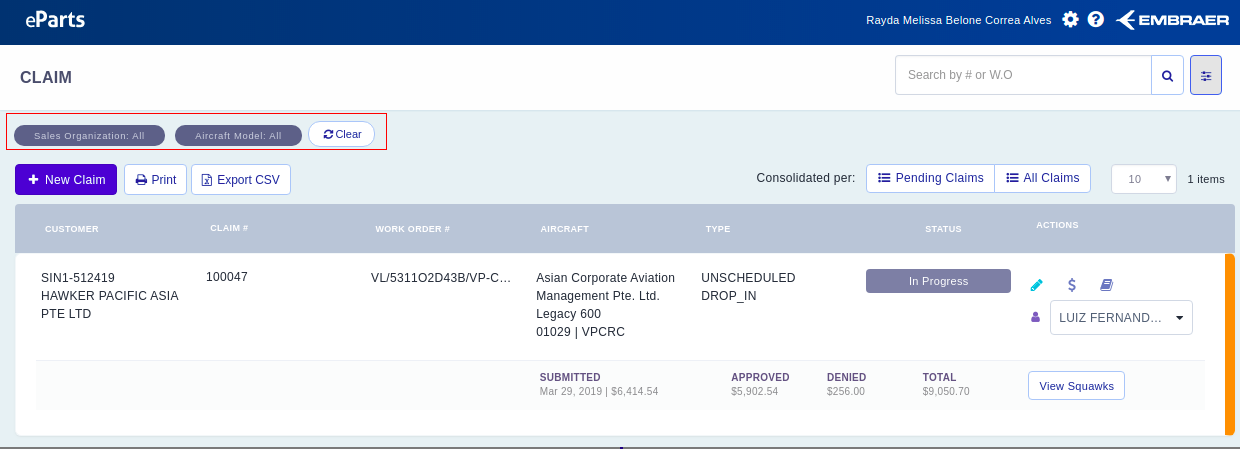 eParts
Rayda Melissa Belone Correa Alves
EMBRAER
CLAIM
Search by # or W.O
Sales Organization: All
Aircraft Model: All
Clear
New Claim
Print
Export CSV
Consolidated per:
Pending Claims
All Claims
10
1 items
CUSTOMER
CLAIM #
WORK ORDER #
AIRCRAFT
TYPE
STATUS
ACTIONS
SIN1-512419
HAWKER PACIFIC ASIA
PTE LTD
100047
VL/5311O2D43B/VP-C...
Asian Corporate Aviation
Management Pte. Ltd.
Legacy 600
01029 | VPCRC
UNSCHEDULED
DROP_IN
In Progress
LUIZ FERNAND...
SUBMITTED
Mar 29, 2019 | $6,414.54
APPROVED
$5,902.54
DENIED
$256.00
TOTAL
$9,050.70
View Squawks